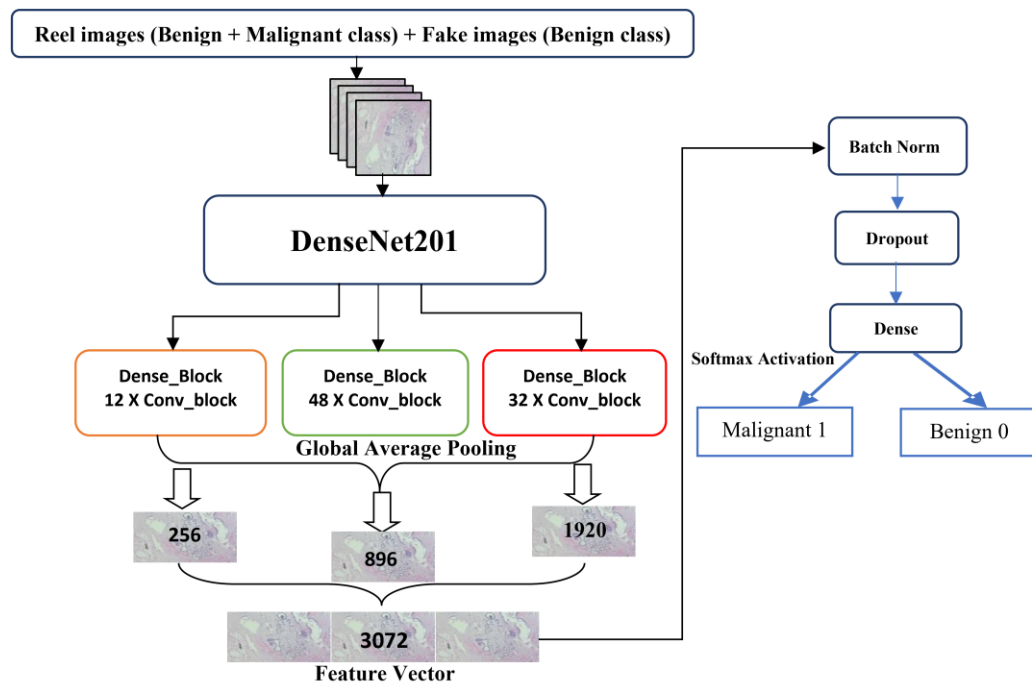 Reel images (Benign + Malignant class) + Fake images (Benign class)
DenseNet201
Dense_Block
12 X Conv_block
Dense_Block
48 X Conv_block
Dense_Block
32 X Conv_block
Global Average Pooling
256
896
1920
3072
Feature Vector
Batch Norm
Dropout
Dense
Softmax Activation
Malignant 1
Benign 0